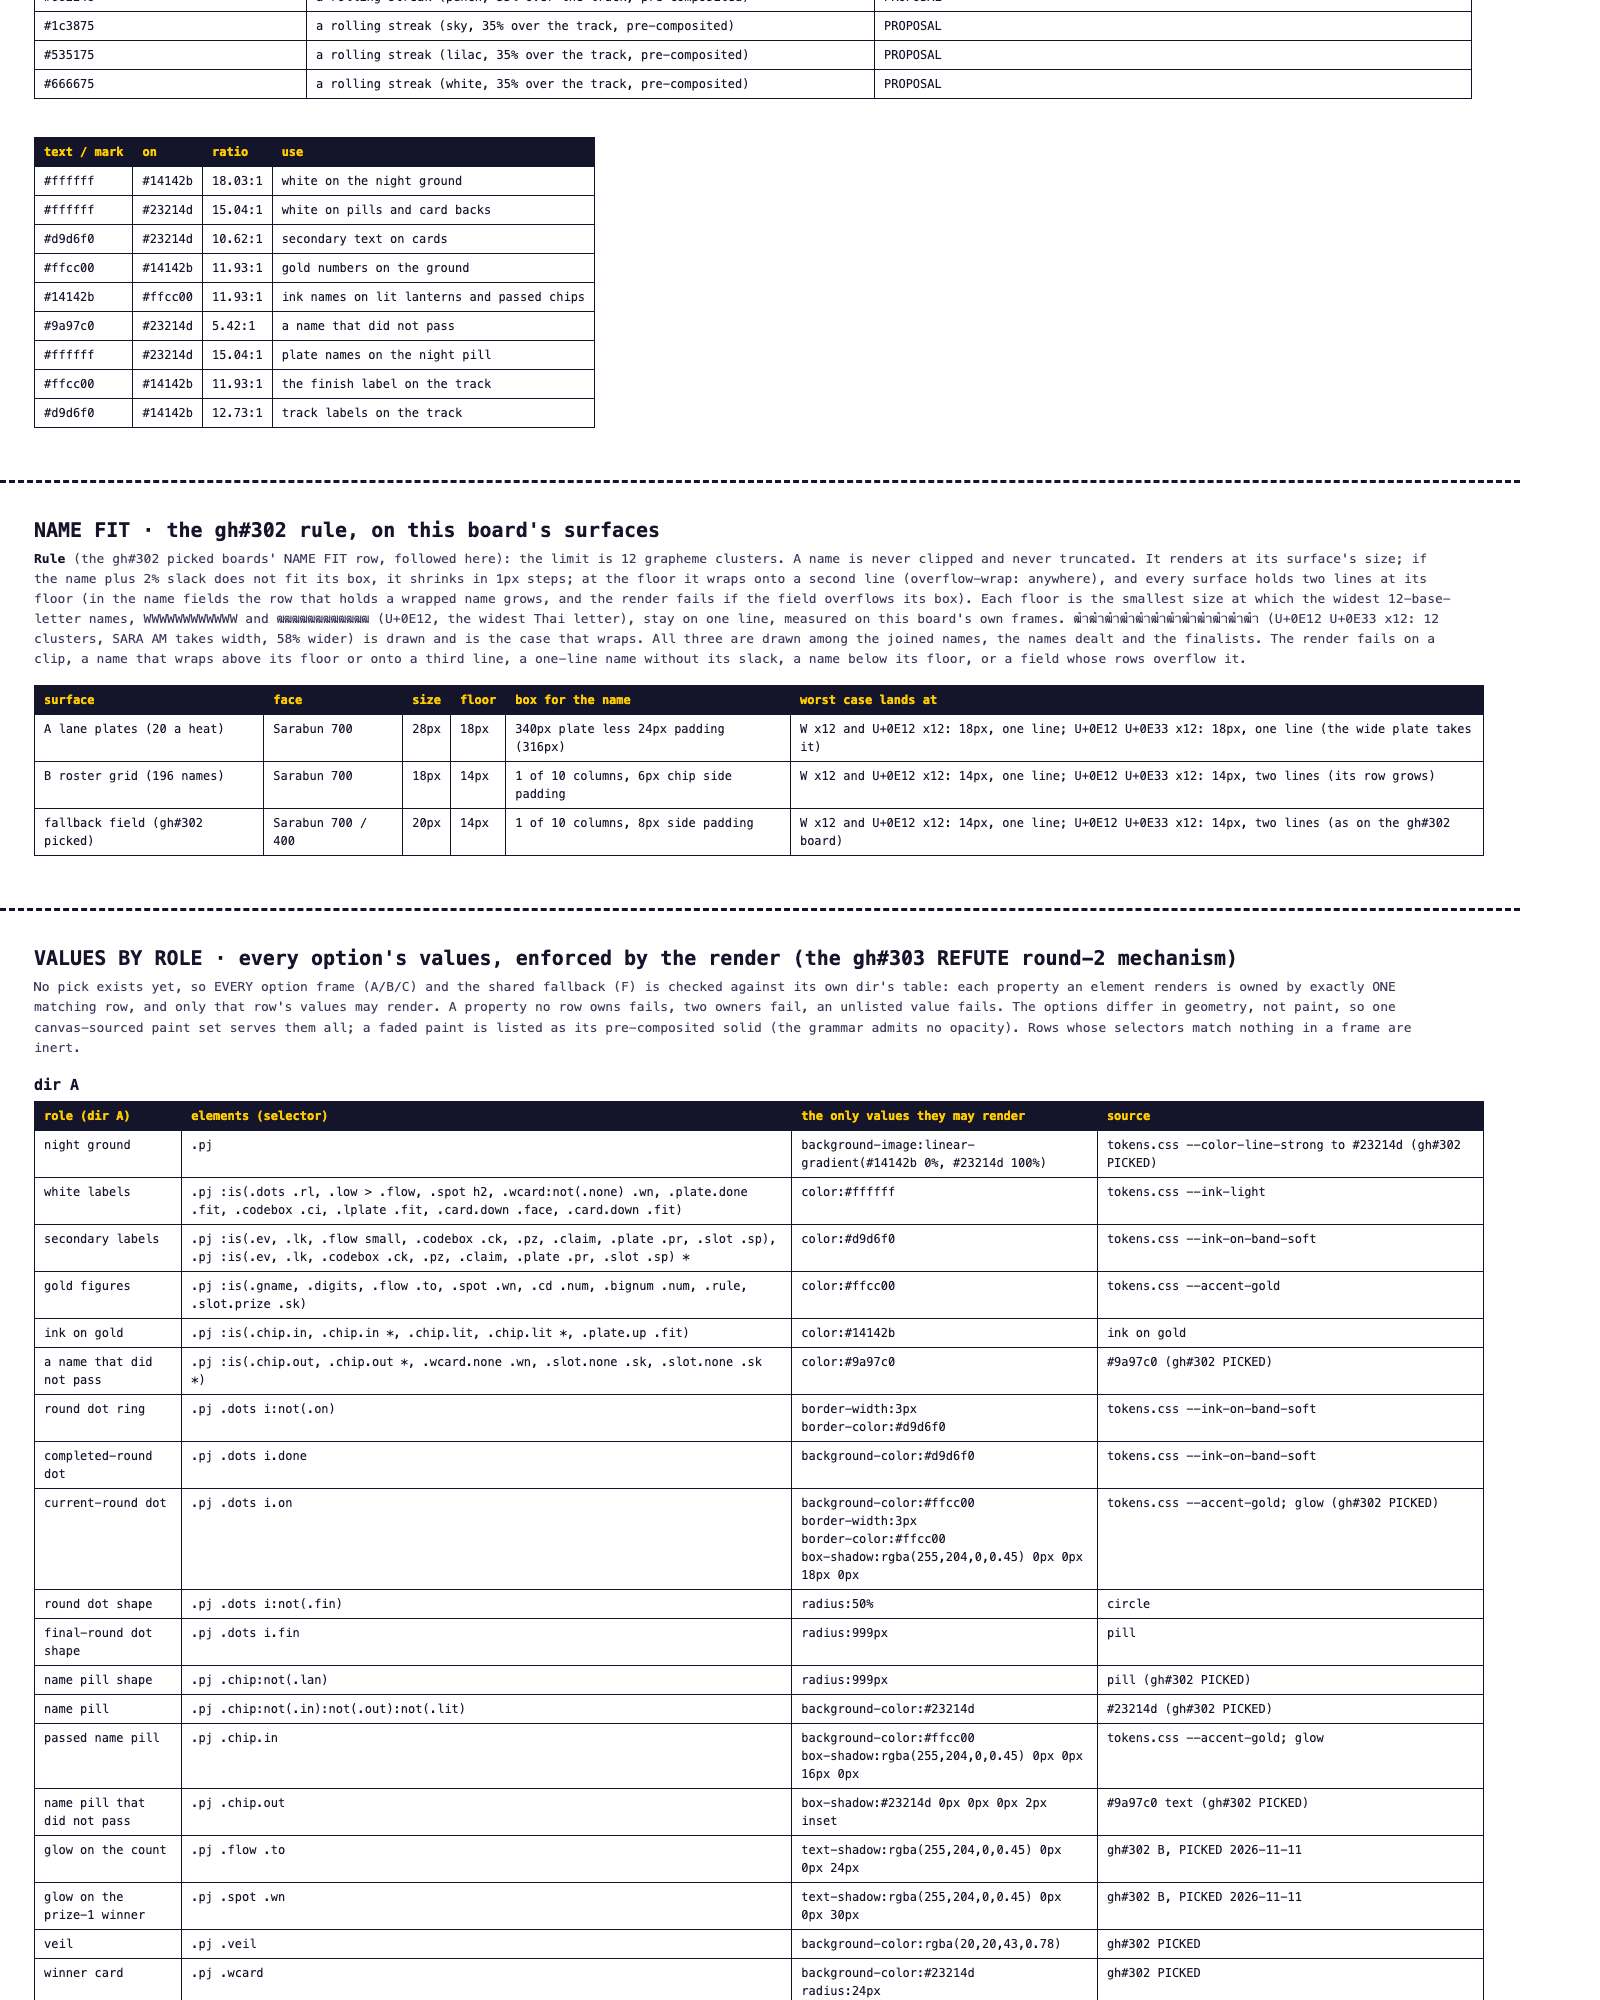 #1c3875 a rolling streak (sky, 35% over the track, pre-composited) PROPOSAL
#535175 a rolling streak (lilac, 35% over the track, pre-composited) PROPOSAL
#666675 a rolling streak (white, 35% over the track, pre-composited) PROPOSAL
text / mark on ratio use
#ffffff #14142b 18.03:1 white on the night ground
#ffffff #23214d 15.04:1 white on pills and card backs
#d9d6f0 #23214d 10.62:1 secondary text on cards
#ffcc00 #14142b 11.93:1 gold numbers on the ground
#14142b #ffcc00 11.93:1 ink names on lit lanterns and passed chips
#9a97c0 #23214d 5.42:1 a name that did not pass
#ffffff #23214d 15.04:1 plate names on the night pill
#ffcc00 #14142b 11.93:1 the finish label on the track
#d9d6f0 #14142b 12.73:1 track labels on the track
NAME FIT · the gh#302 rule, on this board's surfaces
Rule (the gh#302 picked boards' NAME FIT row, followed here): the limit is 12 grapheme clusters. A name is never clipped and never truncated. It renders at its surface's size; if
the name plus 2% slack does not fit its box, it shrinks in 1px steps; at the floor it wraps onto a second line (overflow-wrap: anywhere), and every surface holds two lines at its
floor (in the name fields the row that holds a wrapped name grows, and the render fails if the field overflows its box). Each floor is the smallest size at which the widest 12-base-
letter names, WWWWWWWWWWWW and ฒฒฒฒฒฒฒฒฒฒฒฒ (U+0E12, the widest Thai letter), stay on one line, measured on this board's own frames. ฒำฒำฒำฒำฒำฒำฒำฒำฒำฒำฒำฒำ (U+0E12 U+0E33 x12: 12
clusters, SARA AM takes width, 58% wider) is drawn and is the case that wraps. All three are drawn among the joined names, the names dealt and the finalists. The render fails on a
clip, a name that wraps above its floor or onto a third line, a one-line name without its slack, a name below its floor, or a field whose rows overflow it.
surface face size floor box for the name worst case lands at
A lane plates (20 a heat) Sarabun 700 28px 18px 340px plate less 24px padding W x12 and U+0E12 x12: 18px, one line; U+0E12 U+0E33 x12: 18px, one line (the wide plate takes
(316px) it)
B roster grid (196 names) Sarabun 700 18px 14px 1 of 10 columns, 6px chip side W x12 and U+0E12 x12: 14px, one line; U+0E12 U+0E33 x12: 14px, two lines (its row grows)
padding
fallback field (gh#302 Sarabun 700 / 20px 14px 1 of 10 columns, 8px side padding W x12 and U+0E12 x12: 14px, one line; U+0E12 U+0E33 x12: 14px, two lines (as on the gh#302
picked) 400 board)
VALUES BY ROLE · every option's values, enforced by the render (the gh#303 REFUTE round-2 mechanism)
No pick exists yet, so EVERY option frame (A/B/C) and the shared fallback (F) is checked against its own dir's table: each property an element renders is owned by exactly ONE
matching row, and only that row's values may render. A property no row owns fails, two owners fail, an unlisted value fails. The options differ in geometry, not paint, so one
canvas-sourced paint set serves them all; a faded paint is listed as its pre-composited solid (the grammar admits no opacity). Rows whose selectors match nothing in a frame are
inert.
dir A
role (dir A) elements (selector) the only values they may render source
night ground .pj background-image:linear- tokens.css --color-line-strong to #23214d (gh#302
gradient(#14142b 0%, #23214d 100%) PICKED)
white labels .pj :is(.dots .rl, .low > .flow, .spot h2, .wcard:not(.none) .wn, .plate.done color:#ffffff tokens.css --ink-light
.fit, .codebox .ci, .lplate .fit, .card.down .face, .card.down .fit)
secondary labels .pj :is(.ev, .lk, .flow small, .codebox .ck, .pz, .claim, .plate .pr, .slot .sp), color:#d9d6f0 tokens.css --ink-on-band-soft
.pj :is(.ev, .lk, .codebox .ck, .pz, .claim, .plate .pr, .slot .sp) *
gold figures .pj :is(.gname, .digits, .flow .to, .spot .wn, .cd .num, .bignum .num, .rule, color:#ffcc00 tokens.css --accent-gold
.slot.prize .sk)
ink on gold .pj :is(.chip.in, .chip.in *, .chip.lit, .chip.lit *, .plate.up .fit) color:#14142b ink on gold
a name that did .pj :is(.chip.out, .chip.out *, .wcard.none .wn, .slot.none .sk, .slot.none .sk color:#9a97c0 #9a97c0 (gh#302 PICKED)
not pass *)
round dot ring .pj .dots i:not(.on) border-width:3px tokens.css --ink-on-band-soft
border-color:#d9d6f0
completed-round .pj .dots i.done background-color:#d9d6f0 tokens.css --ink-on-band-soft
dot
current-round dot .pj .dots i.on background-color:#ffcc00 tokens.css --accent-gold; glow (gh#302 PICKED)
border-width:3px
border-color:#ffcc00
box-shadow:rgba(255,204,0,0.45) 0px 0px
18px 0px
round dot shape .pj .dots i:not(.fin) radius:50% circle
final-round dot .pj .dots i.fin radius:999px pill
shape
name pill shape .pj .chip:not(.lan) radius:999px pill (gh#302 PICKED)
name pill .pj .chip:not(.in):not(.out):not(.lit) background-color:#23214d #23214d (gh#302 PICKED)
passed name pill .pj .chip.in background-color:#ffcc00 tokens.css --accent-gold; glow
box-shadow:rgba(255,204,0,0.45) 0px 0px
16px 0px
name pill that .pj .chip.out box-shadow:#23214d 0px 0px 0px 2px #9a97c0 text (gh#302 PICKED)
did not pass inset
glow on the count .pj .flow .to text-shadow:rgba(255,204,0,0.45) 0px gh#302 B, PICKED 2026-11-11
0px 24px
glow on the .pj .spot .wn text-shadow:rgba(255,204,0,0.45) 0px gh#302 B, PICKED 2026-11-11
prize-1 winner 0px 30px
veil .pj .veil background-color:rgba(20,20,43,0.78) gh#302 PICKED
winner card .pj .wcard background-color:#23214d gh#302 PICKED
radius:24px